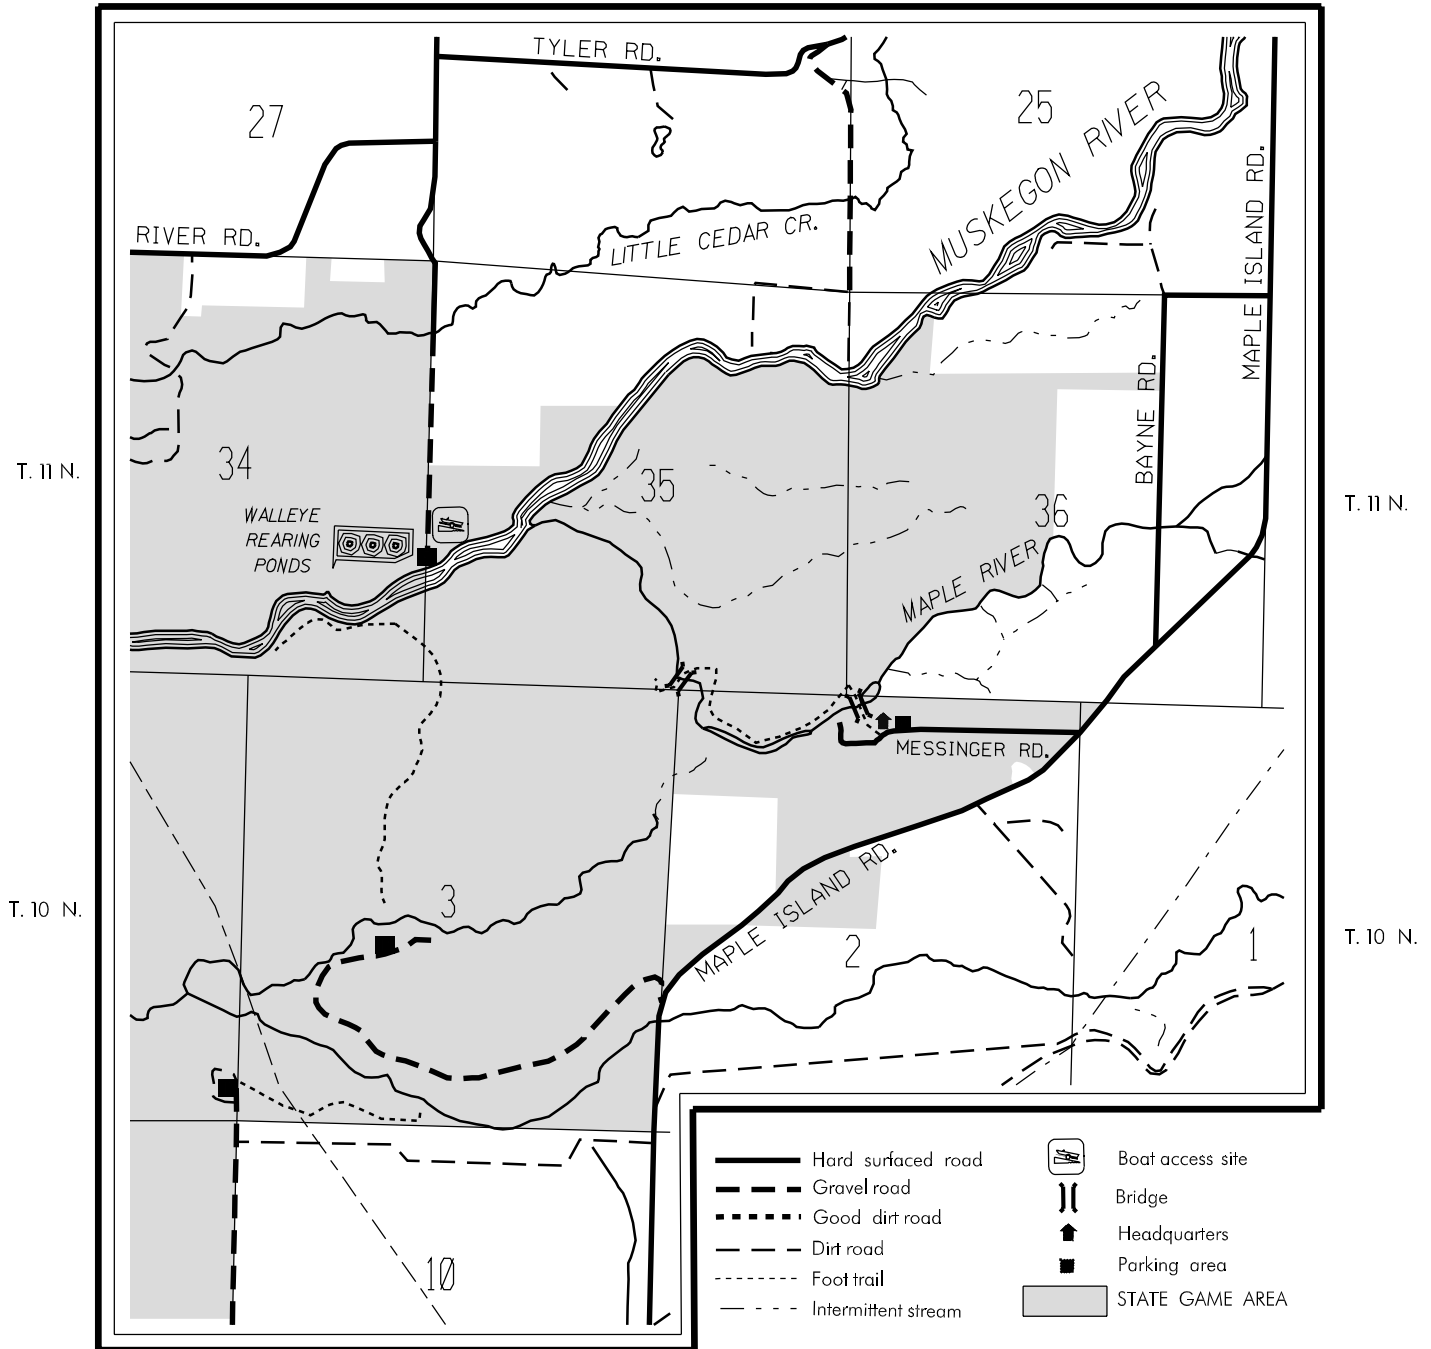 TYLER RD.
27
25
MUSKEGON RIVER
MAPLE ISLAND RD.
RIVER RD.
LITTLE CEDAR CR.
MAPLE ISLAND RD.
BAYNE RD.
T. 11 N.
34
35
36
T. 11 N.
WALLEYE
REARING
PONDS
MAPLE RIVER
MESSINGER RD.
MAPLE ISLAND RD.
T. 10 N.
3
2
1
T. 10 N.
10
Hard surfaced road
Gravel road
Good dirt road
Dirt road
Foot trail
Intermittent stream
Boat access site
Bridge
Headquarters
Parking area
STATE GAME AREA